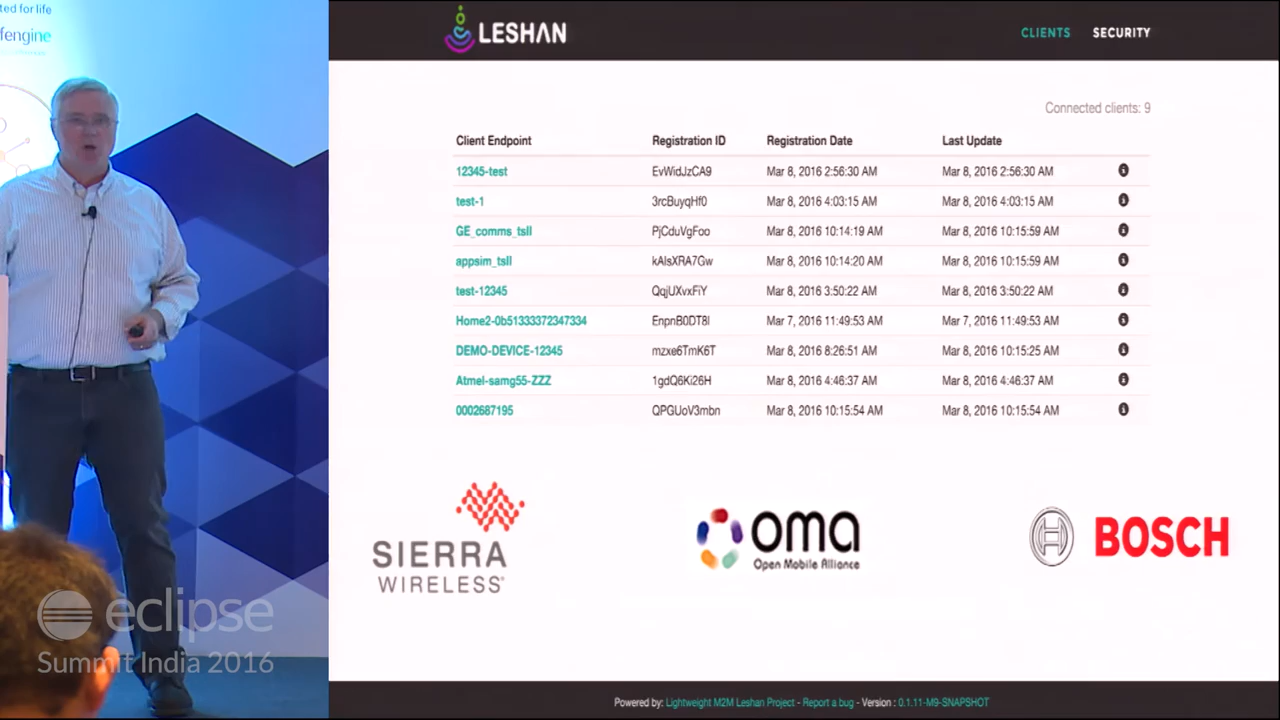 ted for life
fengine
LESHAN
CLIENTS SECURITY
Connected clients: 9
Client Endpoint Registration ID Registration Date Last Update
12345-test EvWidJzCA9 Mar 8, 2016 2:56:30 AM Mar 8, 2016 2:56:30 AM
test-1 3rcBuyqHf0 Mar 8, 2016 4:03:15 AM Mar 8, 2016 4:03:15 AM
GE_comms_tsll PjCduVgFoo Mar 8, 2016 10:14:19 AM Mar 8, 2016 10:15:59 AM
appsim_tsll kAlsXRA7Gw Mar 8, 2016 10:14:20 AM Mar 8, 2016 10:15:59 AM
test-12345 QqjUXvxFiY Mar 8, 2016 3:50:22 AM Mar 8, 2016 3:50:22 AM
Home2-0b51333372347334 EnpnB0DT8I Mar 7, 2016 11:49:53 AM Mar 7, 2016 11:49:53 AM
DEMO-DEVICE-12345 mzxe6TmK6T Mar 8, 2016 8:26:51 AM Mar 8, 2016 10:15:25 AM
Atmel-samg55-ZZZ 1gdQ6Ki26H Mar 8, 2016 4:46:37 AM Mar 8, 2016 4:46:37 AM
0002687195 QPGUoV3mbn Mar 8, 2016 10:15:54 AM Mar 8, 2016 10:15:54 AM
SIERRA
WIRELESS
oma
Open Mobile Alliance
BOSCH
eclipse
Summit India 2016
Powered by: Lightweight M2M Leshan Project - Report a bug - Version : 0.1.11-M9-SNAPSHOT